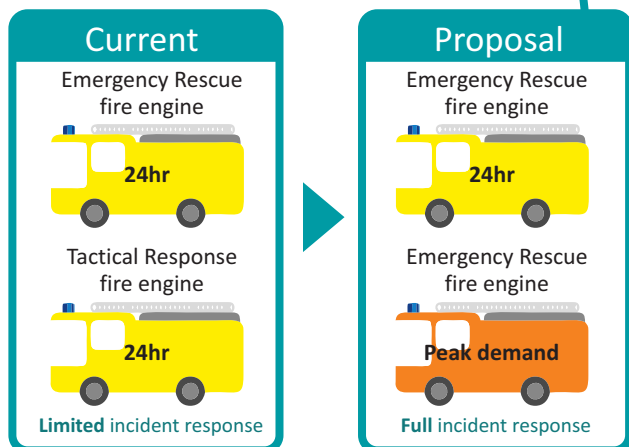 Current
Emergency Rescue
fire engine
24hr
Tactical Response
fire engine
24hr
Limited incident response
Proposal
Emergency Rescue
fire engine
24hr
Emergency Rescue
fire engine
Peak demand
Full incident response